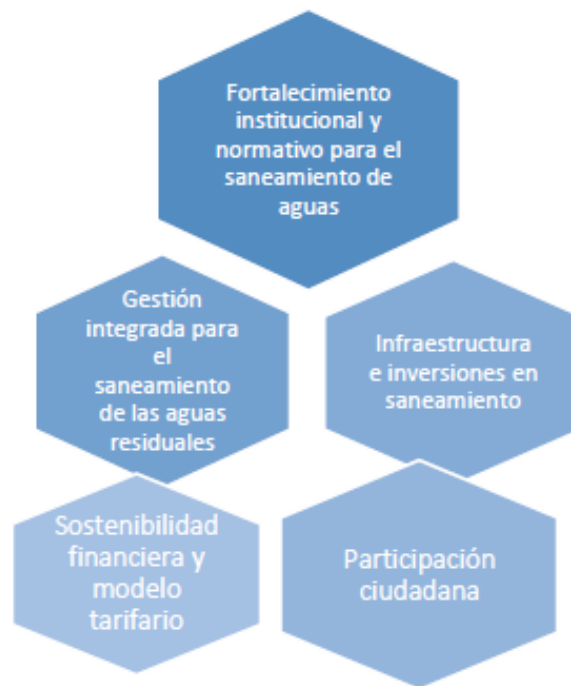 Fortalecimiento
institucional y
normativo para el
saneamiento de
aguas
Gestión
integrada para
el
saneamiento
de las aguas
residuales
Infraestructura
e inversiones en
saneamiento
Sostenibilidad
financiera y
modelo
tarifario
Participación
ciudadana